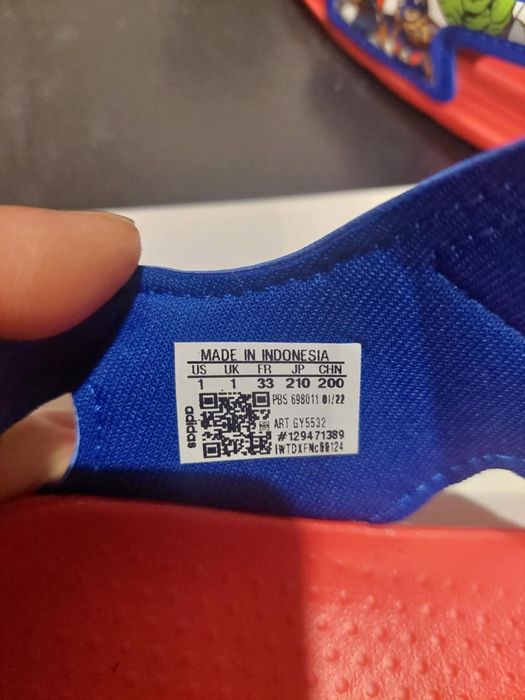 MADE IN INDONESIA
US UK FR JP CHN
1 1 33 210 200
PBS 698011 01/22
ART GY5532
#129471389
adidas